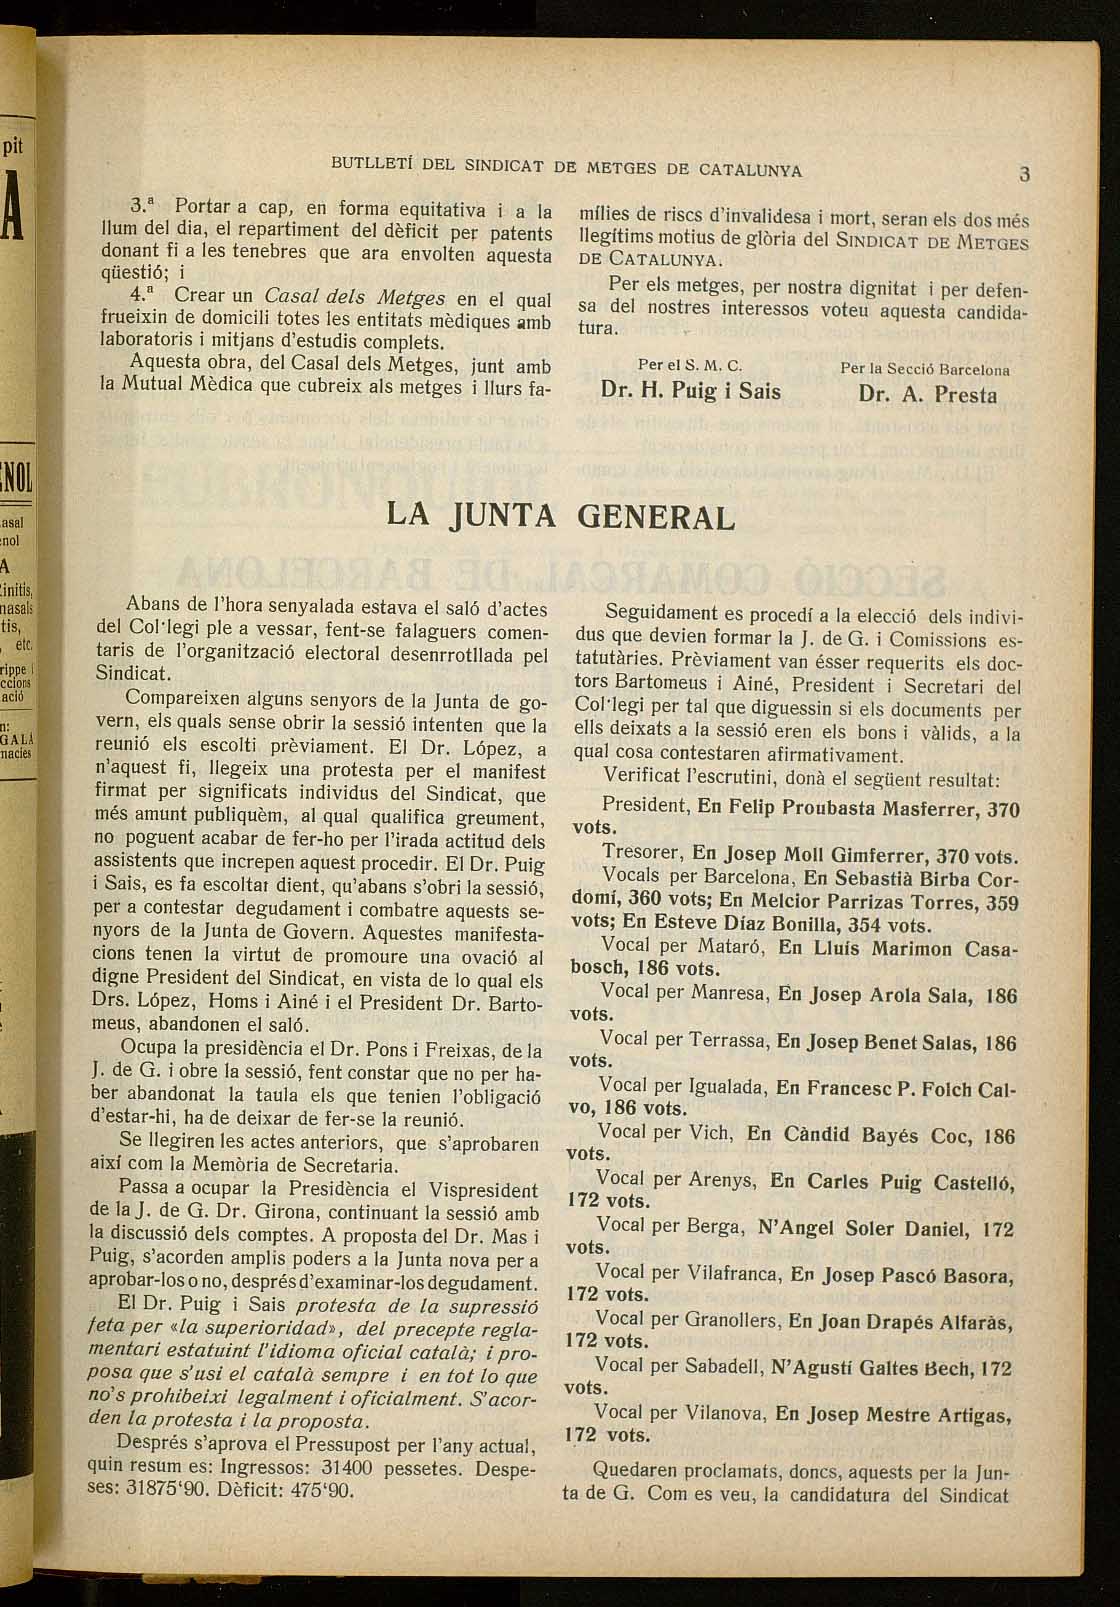 BUTLLETÍ DEL SINDICAT DE METGES DE CATALUNYA
3
3.ª Portar a cap, en forma equitativa i a la
llum del dia, el repartiment del dèficit per patents
donant fi a les tenebres que ara envolten aquesta
qüestió; i
4.ª Crear un Casal dels Metges en el qual
frueixin de domicili totes les entitats mèdiques amb
laboratoris i mitjans d'estudis complets.
Aquesta obra, del Casal dels Metges, junt amb
la Mutual Mèdica que cubreix als metges i llurs fa-
mílies de riscs d'invalidesa i mort, seran els dos més
llegítims motius de glòria del SINDICAT DE METGES
DE CATALUNYA.
Per els metges, per nostra dignitat i per defen-
sa del nostres interessos voteu aquesta candida-
tura.
Per el S. M. C.
Dr. H. Puig i Sais
Per la Secció Barcelona
Dr. A. Presta
LA JUNTA GENERAL
Abans de l'hora senyalada estava el saló d'actes
del Col·legi ple a vessar, fent-se falaguers comen-
taris de l'organització electoral desenrrotllada pel
Sindicat.
Compareixen alguns senyors de la Junta de go-
vern, els quals sense obrir la sessió intenten que la
reunió els escolti prèviament. El Dr. López, a
n'aquest fi, llegeix una protesta per el manifest
firmat per significats individus del Sindicat, que
més amunt publiquèm, al qual qualifica greument,
no poguent acabar de fer-ho per l'irada actitud dels
assistents que increpen aquest procedir. El Dr. Puig
i Sais, es fa escoltar dient, qu'abans s'obri la sessió,
per a contestar degudament i combatre aquests se-
nyors de la Junta de Govern. Aquestes manifesta-
cions tenen la virtut de promoure una ovació al
digne President del Sindicat, en vista de lo qual els
Drs. López, Homs i Ainé i el President Dr. Barto-
meus, abandonen el saló.
Ocupa la presidència el Dr. Pons i Freixas, de la
J. de G. i obre la sessió, fent constar que no per ha-
ber abandonat la taula els que tenien l'obligació
d'estar-hi, ha de deixar de fer-se la reunió.
Se llegiren les actes anteriors, que s'aprobaren
així com la Memòria de Secretaria.
Passa a ocupar la Presidència el Vispresident
de la J. de G. Dr. Girona, continuant la sessió amb
la discussió dels comptes. A proposta del Dr. Mas i
Puig, s'acorden amplis poders a la Junta nova per a
aprobar-los o no, després d'examinar-los degudament.
El Dr. Puig i Sais protesta de la supressió
feta per «la superioridad», del precepte regla-
mentari estatuint l'idioma oficial català; i pro-
posa que s'usi el català sempre i en tot lo que
no's prohibeixi legalment i oficialment. S'acor-
den la protesta i la proposta.
Després s'aprova el Pressupost per l'any actual,
quin resum es: Ingressos: 31400 pessetes. Despe-
ses: 31875'90. Dèficit: 475'90.
Seguidament es procedí a la elecció dels indivi-
dus que devien formar la J. de G. i Comissions es-
tatutàries. Prèviament van ésser requerits els doc-
tors Bartomeus i Ainé, President i Secretari del
Col·legi per tal que diguessin si els documents per
ells deixats a la sessió eren els bons i vàlids, a la
qual cosa contestaren afirmativament.
Verificat l'escrutini, donà el següent resultat:
President, En Felip Proubasta Masferrer, 370
vots.
Tresorer, En Josep Moll Gimferrer, 370 vots.
Vocals per Barcelona, En Sebastià Birba Cor-
domí, 360 vots; En Melcior Parrizas Torres, 359
vots; En Esteve Díaz Bonilla, 354 vots.
Vocal per Mataró, En Lluís Marimon Casa-
bosch, 186 vots.
Vocal per Manresa, En Josep Arola Sala, 186
vots.
Vocal per Terrassa, En Josep Benet Salas, 186
vots.
Vocal per Igualada, En Francesc P. Folch Cal-
vo, 186 vots.
Vocal per Vich, En Càndid Bayés Coc, 186
vots.
Vocal per Arenys, En Carles Puig Castelló,
172 vots.
Vocal per Berga, N'Angel Soler Daniel, 172
vots.
Vocal per Vilafranca, En Josep Pascó Basora,
172 vots.
Vocal per Granollers, En Joan Drapés Alfaràs,
172 vots.
Vocal per Sabadell, N'Agustí Galtes Bech, 172
vots.
Vocal per Vilanova, En Josep Mestre Artigas,
172 vots.
Quedaren proclamats, doncs, aquests per la Jun-
ta de G. Com es veu, la candidatura del Sindicat